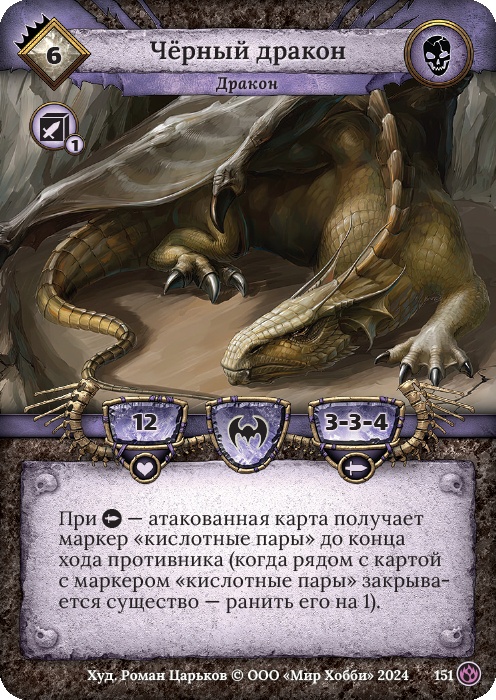 6
Чёрный дракон
Дракон
1
12
3-3-4
При — атакованная карта получает
маркер «кислотные пары» до конца
хода противника (когда рядом с картой
с маркером «кислотные пары» закрыва-
ется существо — ранить его на 1).
Худ. Роман Царьков © ООО «Мир Хобби» 2024
151